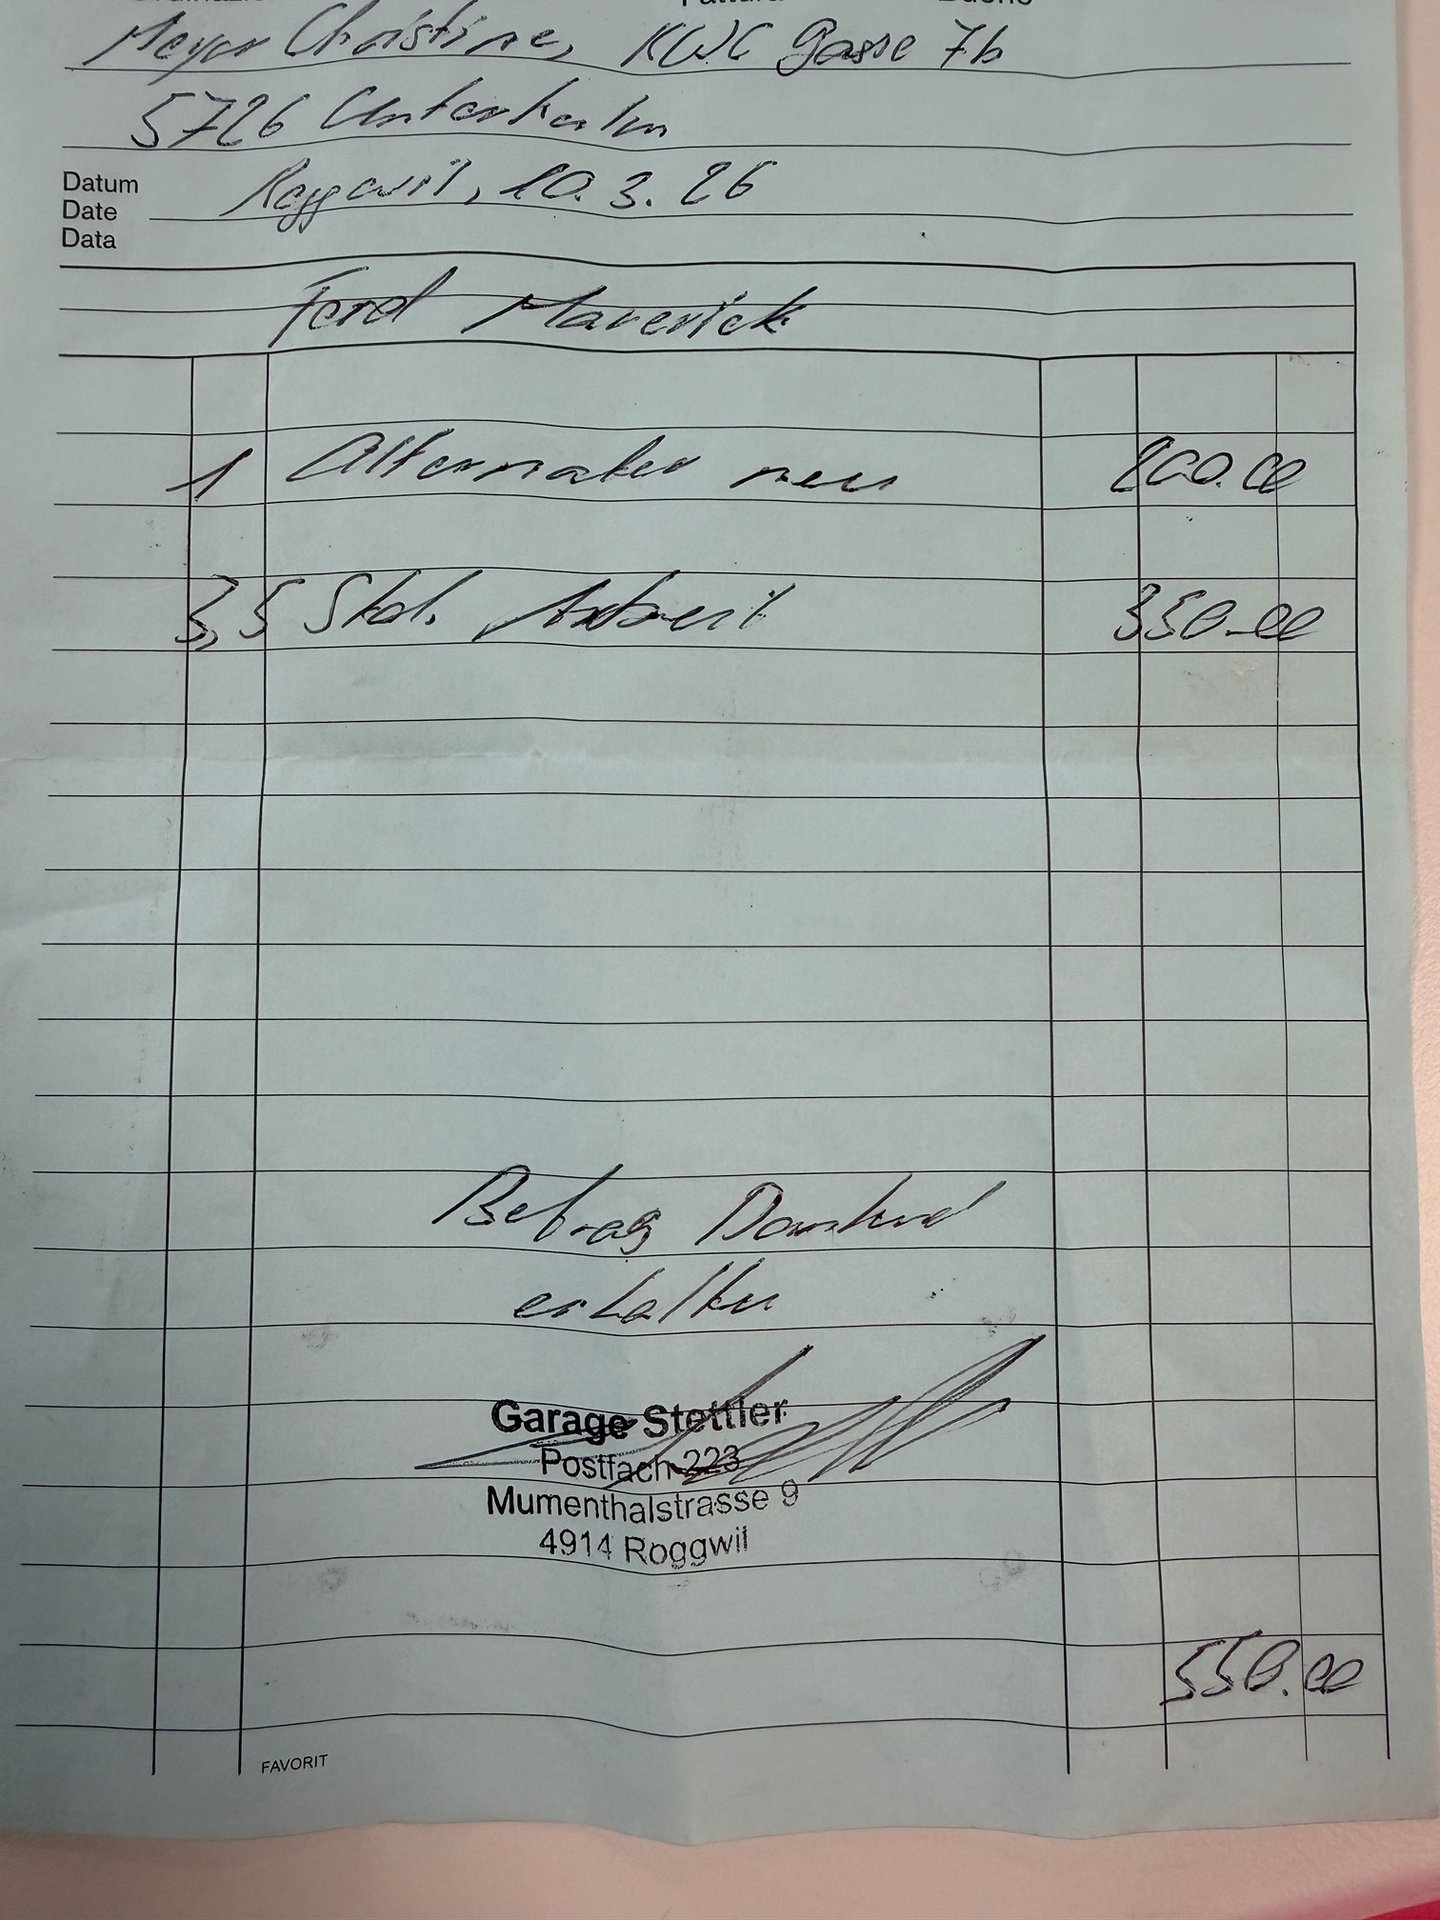 Meyer Christine, KWC Gasse 7b
5726 Unterkulm
Datum
Date
Data
Roggwil, 10.3.26
Ford Maverick
1 Alternator neu 200.00
3,5 Std. Arbeit 350.00
Betrag Dankend
erhalten
Garage Stettler
Postfach 223
Mumenthalstrasse 9
4914 Roggwil
550.00
FAVORIT